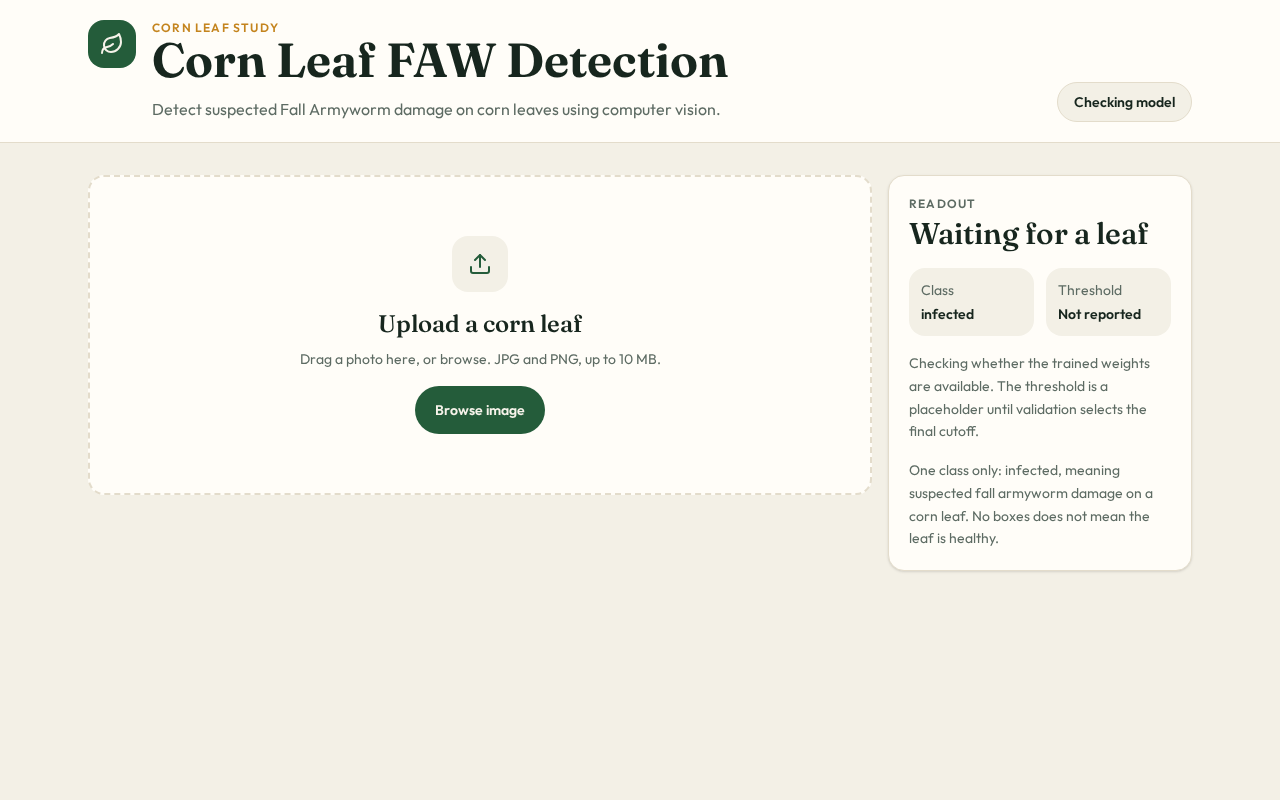 CORN LEAF STUDY
Corn Leaf FAW Detection
Detect suspected Fall Armyworm damage on corn leaves using computer vision.
Checking model
Upload a corn leaf
Drag a photo here, or browse. JPG and PNG, up to 10 MB.
Browse image
READOUT
Waiting for a leaf
Class
infected
Threshold
Not reported
Checking whether the trained weights
are available. The threshold is a
placeholder until validation selects the
final cutoff.
One class only: infected, meaning
suspected fall armyworm damage on a
corn leaf. No boxes does not mean the
leaf is healthy.